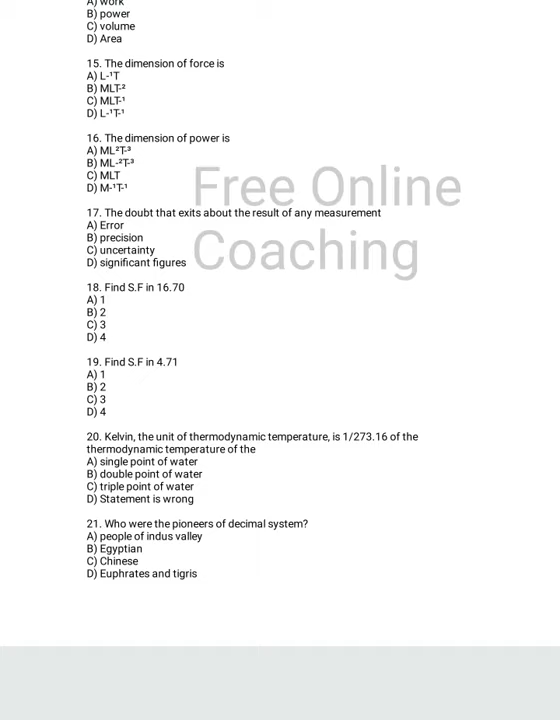 A) work
B) power
C) volume
D) Area
15. The dimension of force is
A) L-¹T
B) MLT-²
C) MLT-¹
D) L-¹T-¹
16. The dimension of power is
A) ML²T-³
B) ML-²T-³
C) MLT
D) M-¹T-¹
Free Online
Coaching
17. The doubt that exits about the result of any measurement
A) Error
B) precision
C) uncertainty
D) significant figures
18. Find S.F in 16.70
A) 1
B) 2
C) 3
D) 4
19. Find S.F in 4.71
A) 1
B) 2
C) 3
D) 4
20. Kelvin, the unit of thermodynamic temperature, is 1/273.16 of the
thermodynamic temperature of the
A) single point of water
B) double point of water
C) triple point of water
D) Statement is wrong
21. Who were the pioneers of decimal system?
A) people of indus valley
B) Egyptian
C) Chinese
D) Euphrates and tigris